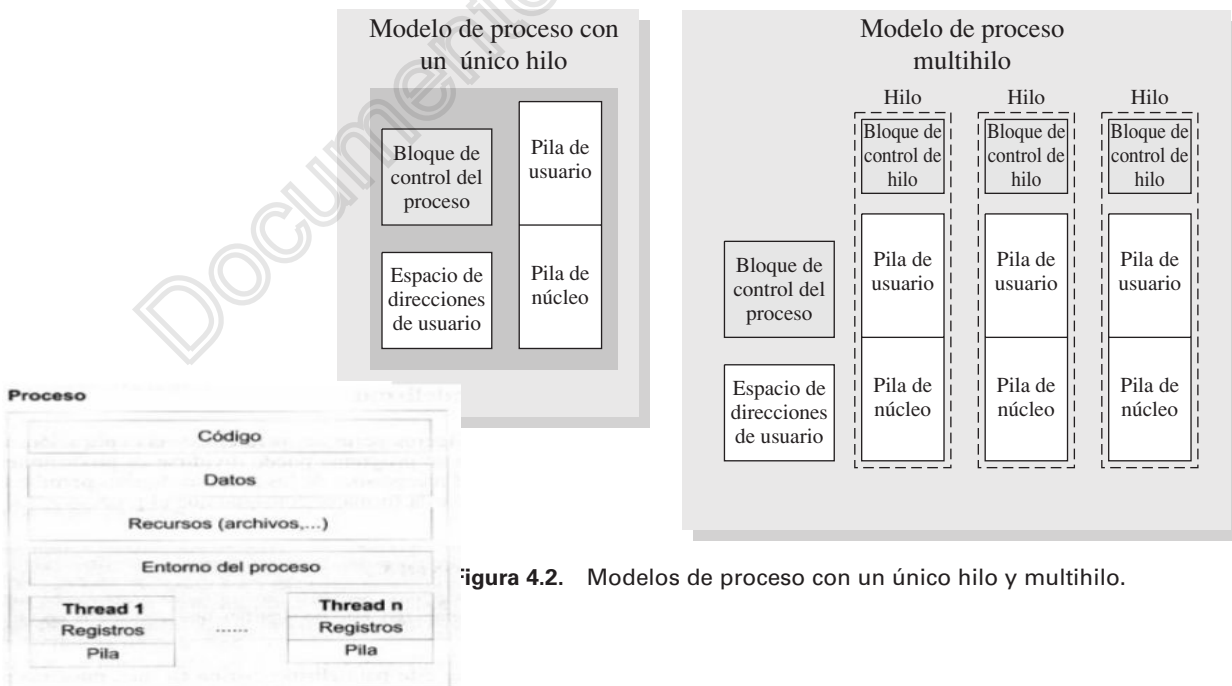 Modelo de proceso con
un único hilo
Bloque de
control del
proceso
Pila de
usuario
Espacio de
direcciones
de usuario
Pila de
núcleo
Modelo de proceso
multihilo
Hilo
Hilo
Hilo
Bloque de
control de
hilo
Bloque de
control de
hilo
Bloque de
control de
hilo
Bloque de
control del
proceso
Pila de
usuario
Pila de
usuario
Pila de
usuario
Espacio de
direcciones
de usuario
Pila de
núcleo
Pila de
núcleo
Pila de
núcleo
igura 4.2. Modelos de proceso con un único hilo y multihilo.
Proceso
Código
Datos
Recursos (archivos,...)
Entorno del proceso
Thread 1
Registros
Pila
......
Thread n
Registros
Pila